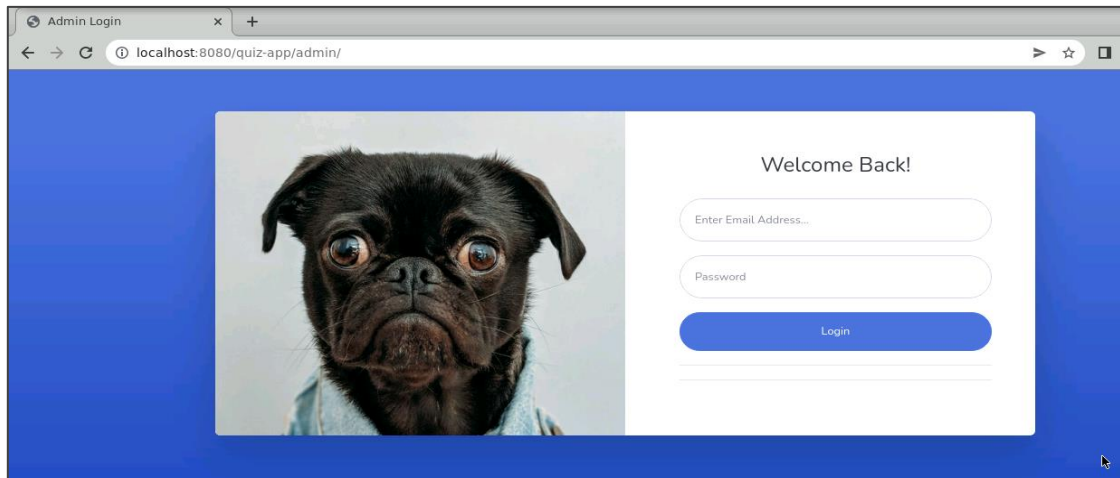 Admin Login
localhost:8080/quiz-app/admin/
Welcome Back!
Enter Email Address...
Password
Login